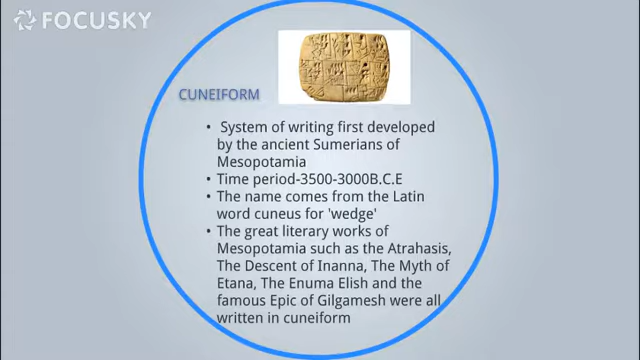 FOCUSKY
CUNEIFORM
• System of writing first developed
by the ancient Sumerians of
Mesopotamia
• Time period-3500-3000B.C.E
• The name comes from the Latin
word cuneus for 'wedge'
• The great literary works of
Mesopotamia such as the Atrahasis,
The Descent of Inanna, The Myth of
Etana, The Enuma Elish and the
famous Epic of Gilgamesh were all
written in cuneiform